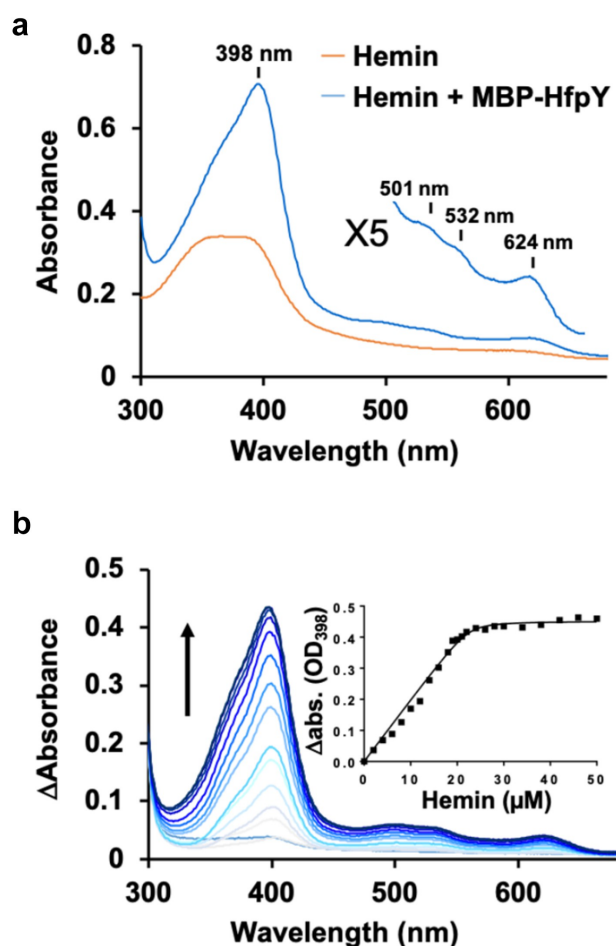 a
0.8
0.6
0.4
0.2
0
Absorbance
398 nm
Hemin
Hemin + MBP-HfpY
X5
501 nm
532 nm
624 nm
300 400 500 600
Wavelength (nm)
b
0.5
0.4
0.3
0.2
0.1
0
ΔAbsorbance
0.5
0.4
0.3
0.2
0.1
0.0
Δabs. (OD398)
0 10 20 30 40 50
Hemin (μM)
300 400 500 600
Wavelength (nm)